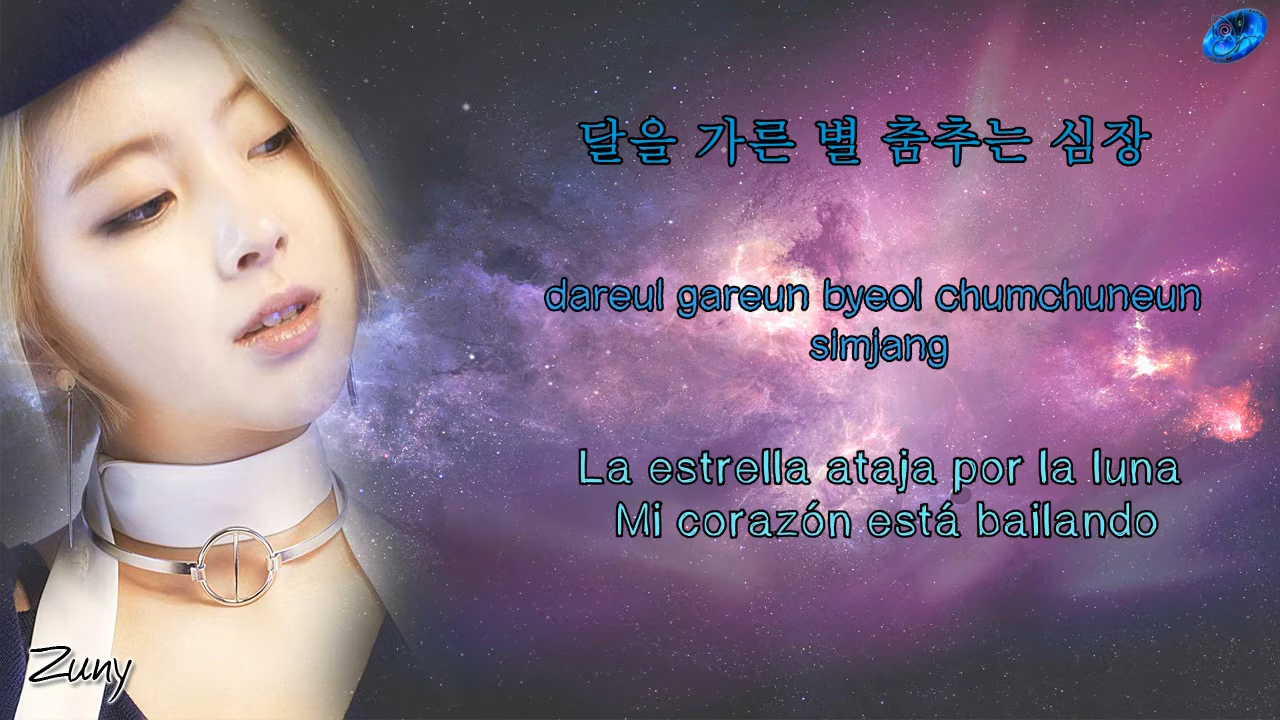 달을 가른 별 춤추는 심장
dareul gareun byeol chumchuneun
simjang
La estrella ataja por la luna
Mi corazón está bailando
Zuny